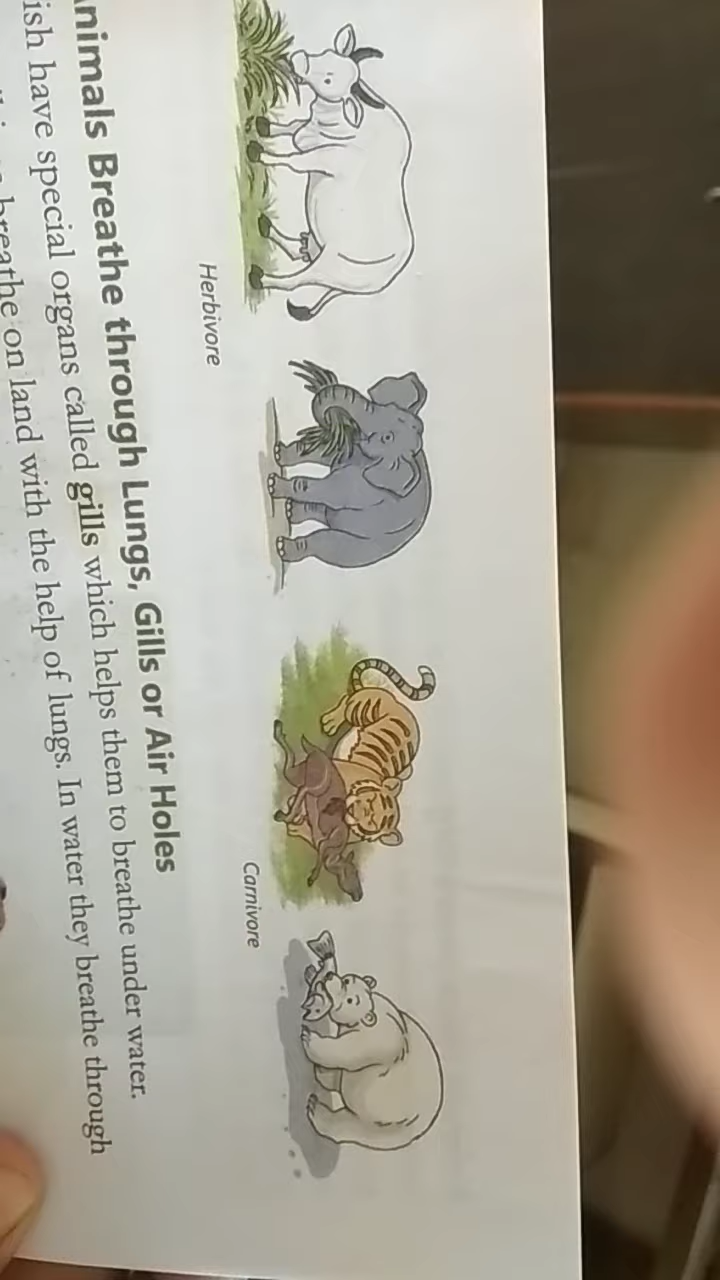 Herbivore
Carnivore
nimals Breathe through Lungs, Gills or Air Holes
ish have special organs called gills which helps them to breathe under water.
breathe on land with the help of lungs. In water they breathe through